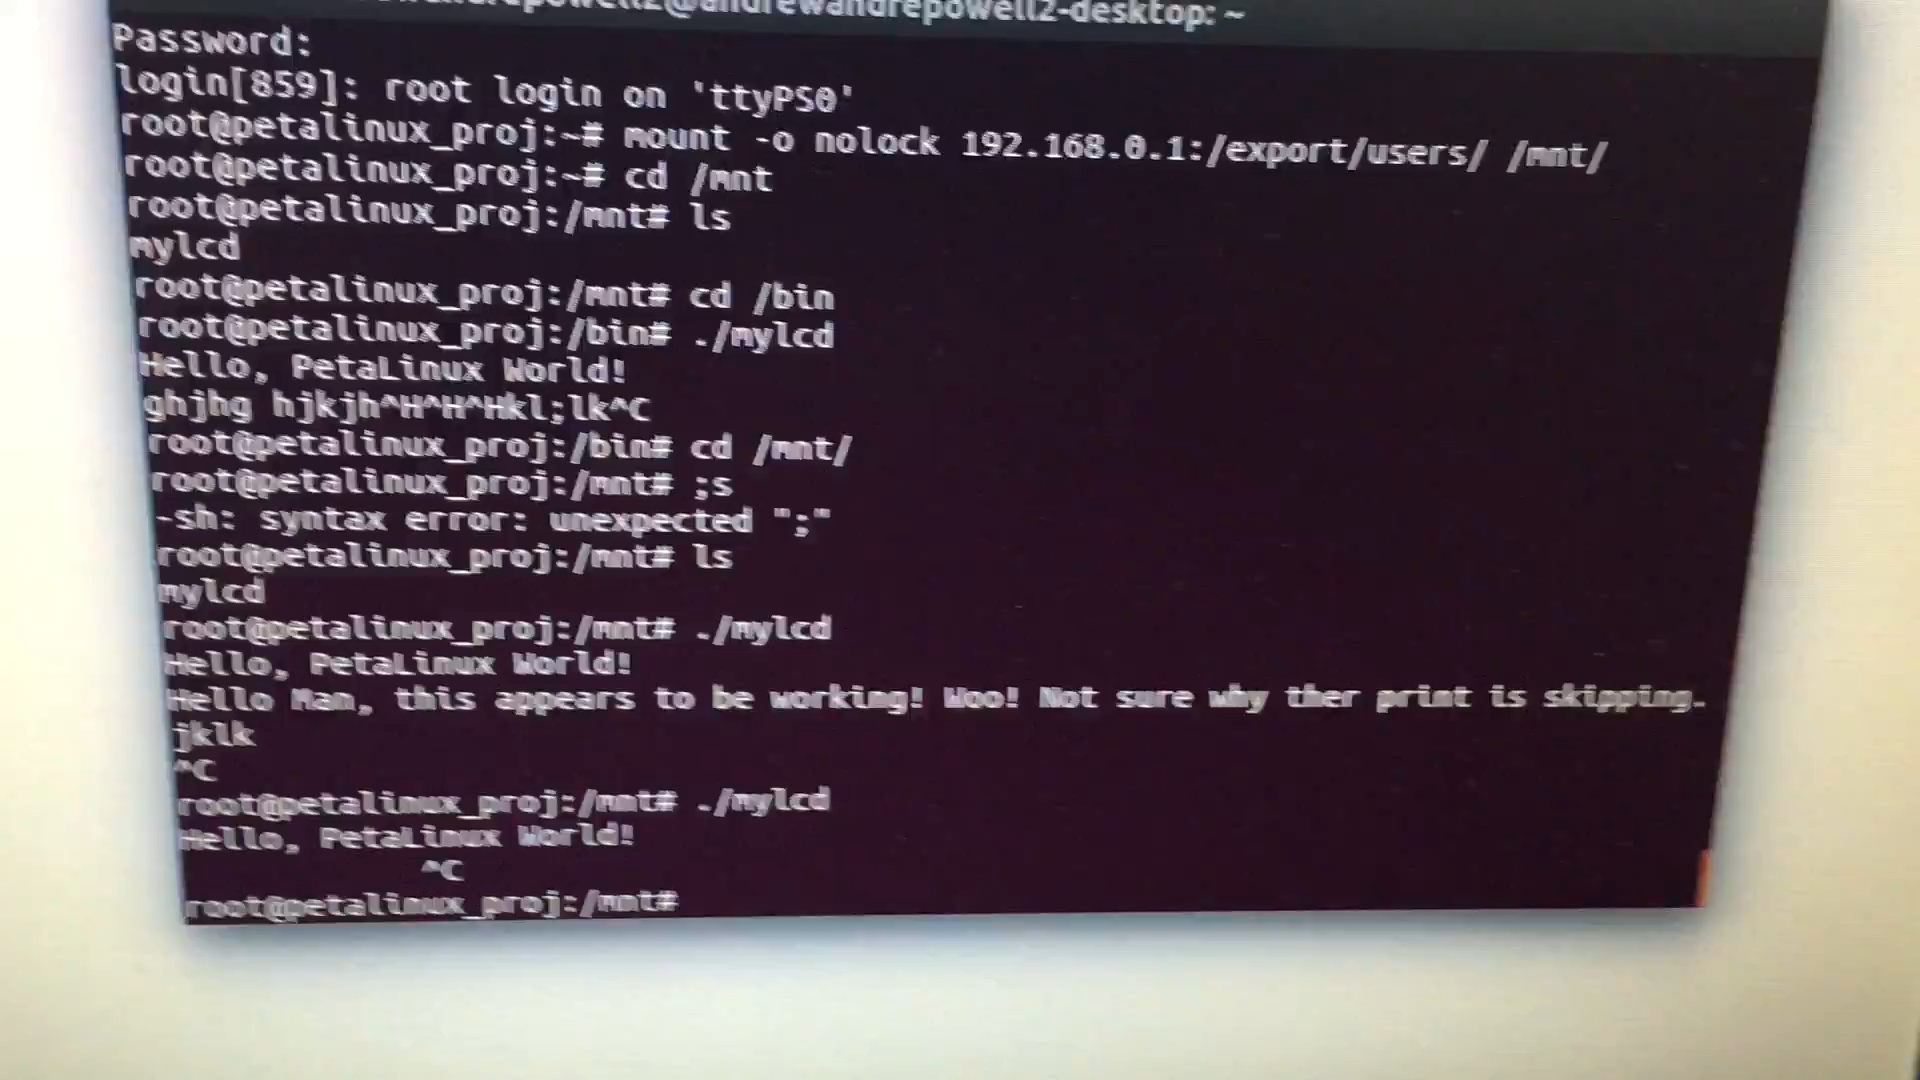 andrewandrepowell2-desktop: ~
Password:
login[859]: root login on 'ttyPS0'
root@petalinux_proj:~# mount -o nolock 192.168.0.1:/export/users/ /mnt/
root@petalinux_proj:~# cd /mnt
root@petalinux_proj:/mnt# ls
mylcd
root@petalinux_proj:/mnt# cd /bin
root@petalinux_proj:/bin# ./mylcd
Hello, PetaLinux World!
ghjhg hjkjh^H^H^Hkl;lk^C
root@petalinux_proj:/bin# cd /mnt/
root@petalinux_proj:/mnt# ;s
-sh: syntax error: unexpected ";"
root@petalinux_proj:/mnt# ls
mylcd
root@petalinux_proj:/mnt# ./mylcd
Hello, PetaLinux World!
Hello Man, this appears to be working! Woo! Not sure why ther print is skipping.
jklk
^C
root@petalinux_proj:/mnt# ./mylcd
Hello, PetaLinux World!
^C
root@petalinux_proj:/mnt#